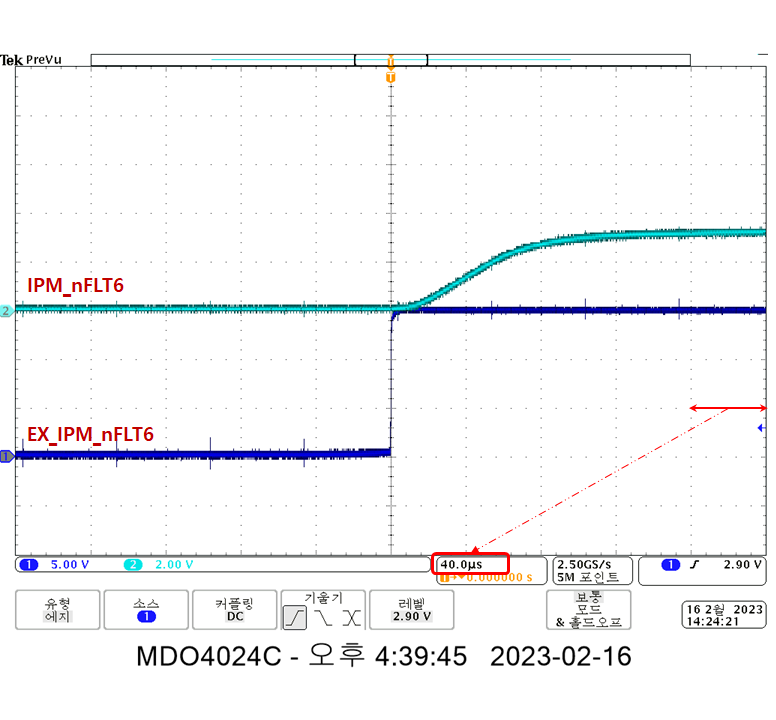 Tek PreVu
T
IPM_nFLT6
2
EX_IPM_nFLT6
1
1 5.00 V 2 2.00 V
40.0µs
T→▼0.000000 s
2.50GS/s
5M 포인트
1 2.90 V
유형
에지
소스
1
커플링
DC
기울기
레벨
2.90 V
보통
모드
& 홀드오프
16 2월 2023
14:24:21
MDO4024C - 오후 4:39:45 2023-02-16